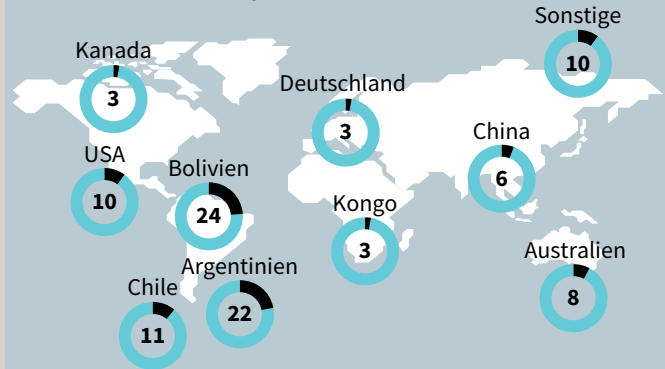 Sonstige
10
Kanada
3
Deutschland
3
China
6
USA
10
Bolivien
24
Kongo
3
Argentinien
22
Australien
8
Chile
11